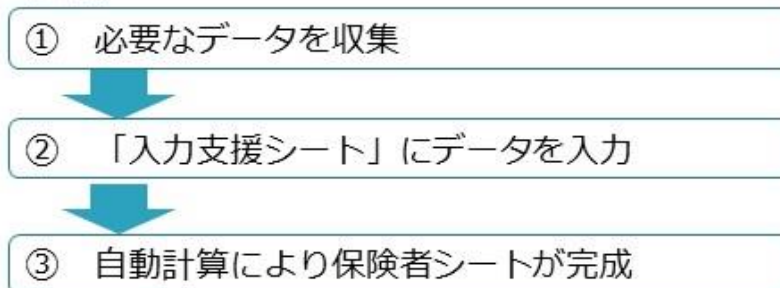 ① 必要なデータを収集
② 「入力支援シート」にデータを入力
③ 自動計算により保険者シートが完成